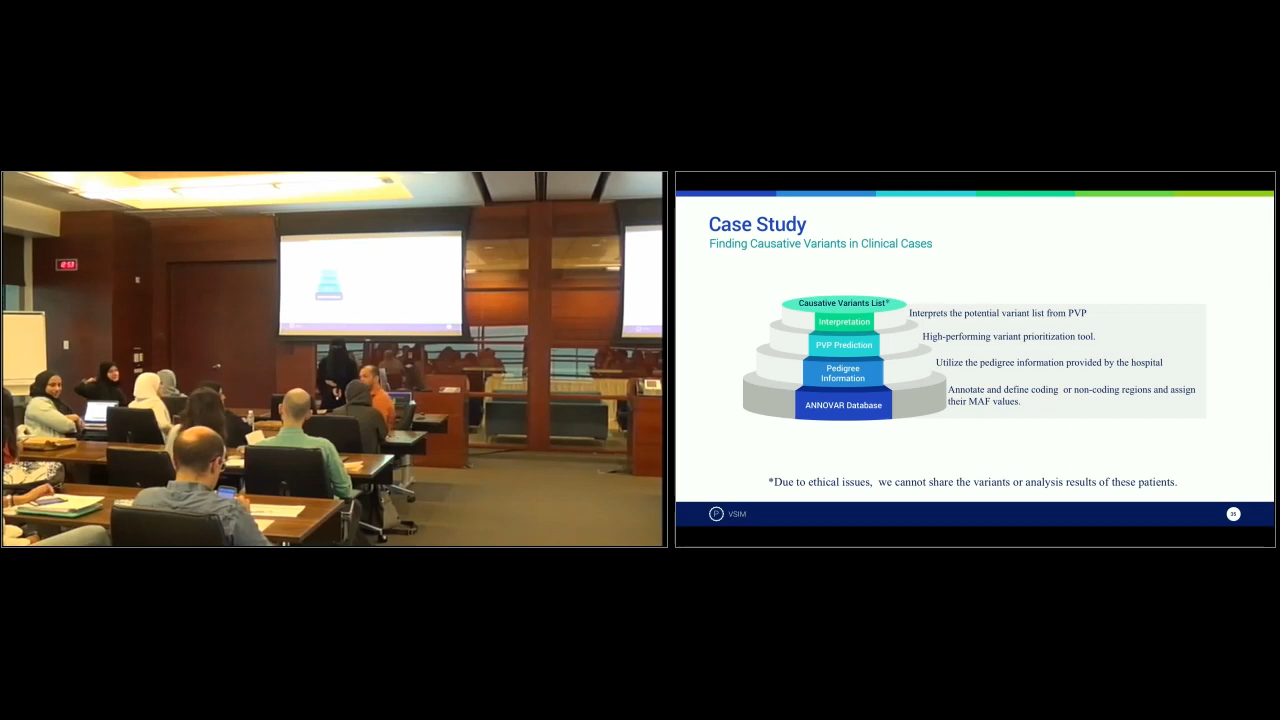 Case Study
Finding Causative Variants in Clinical Cases
Causative Variants List*
Interpretation
Interprets the potential variant list from PVP
PVP Prediction
High-performing variant prioritization tool.
Pedigree
Information
Utilize the pedigree information provided by the hospital
ANNOVAR Database
Annotate and define coding or non-coding regions and assign
their MAF values.
*Due to ethical issues, we cannot share the variants or analysis results of these patients.
P VSIM
35